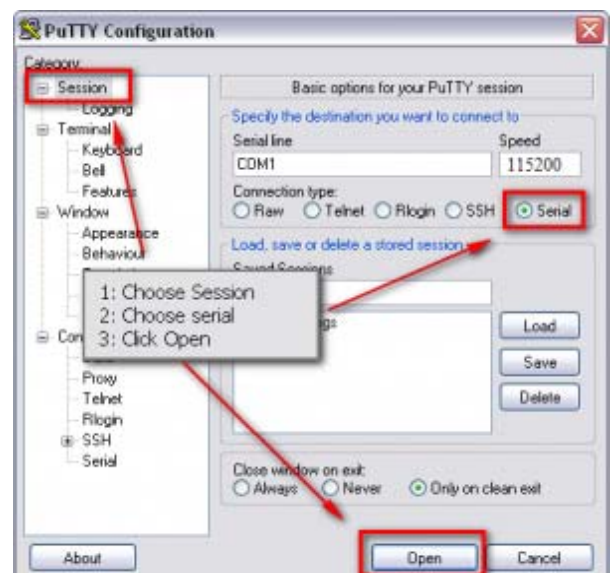 PuTTY Configuration
Category:
Session
Logging
Terminal
Keyboard
Bell
Features
Window
Appearance
Behaviour
Proxy
Telnet
Rlogin
SSH
Serial
Basic options for your PuTTY session
Specify the destination you want to connect to
Serial line
Speed
COM1
115200
Connection type:
Raw
Telnet
Rlogin
SSH
Serial
Load, save or delete a stored session
Saved Sessions
1: Choose Session
2: Choose serial
3: Click Open
Load
Save
Delete
Close window on exit:
Always
Never
Only on clean exit
About
Open
Cancel